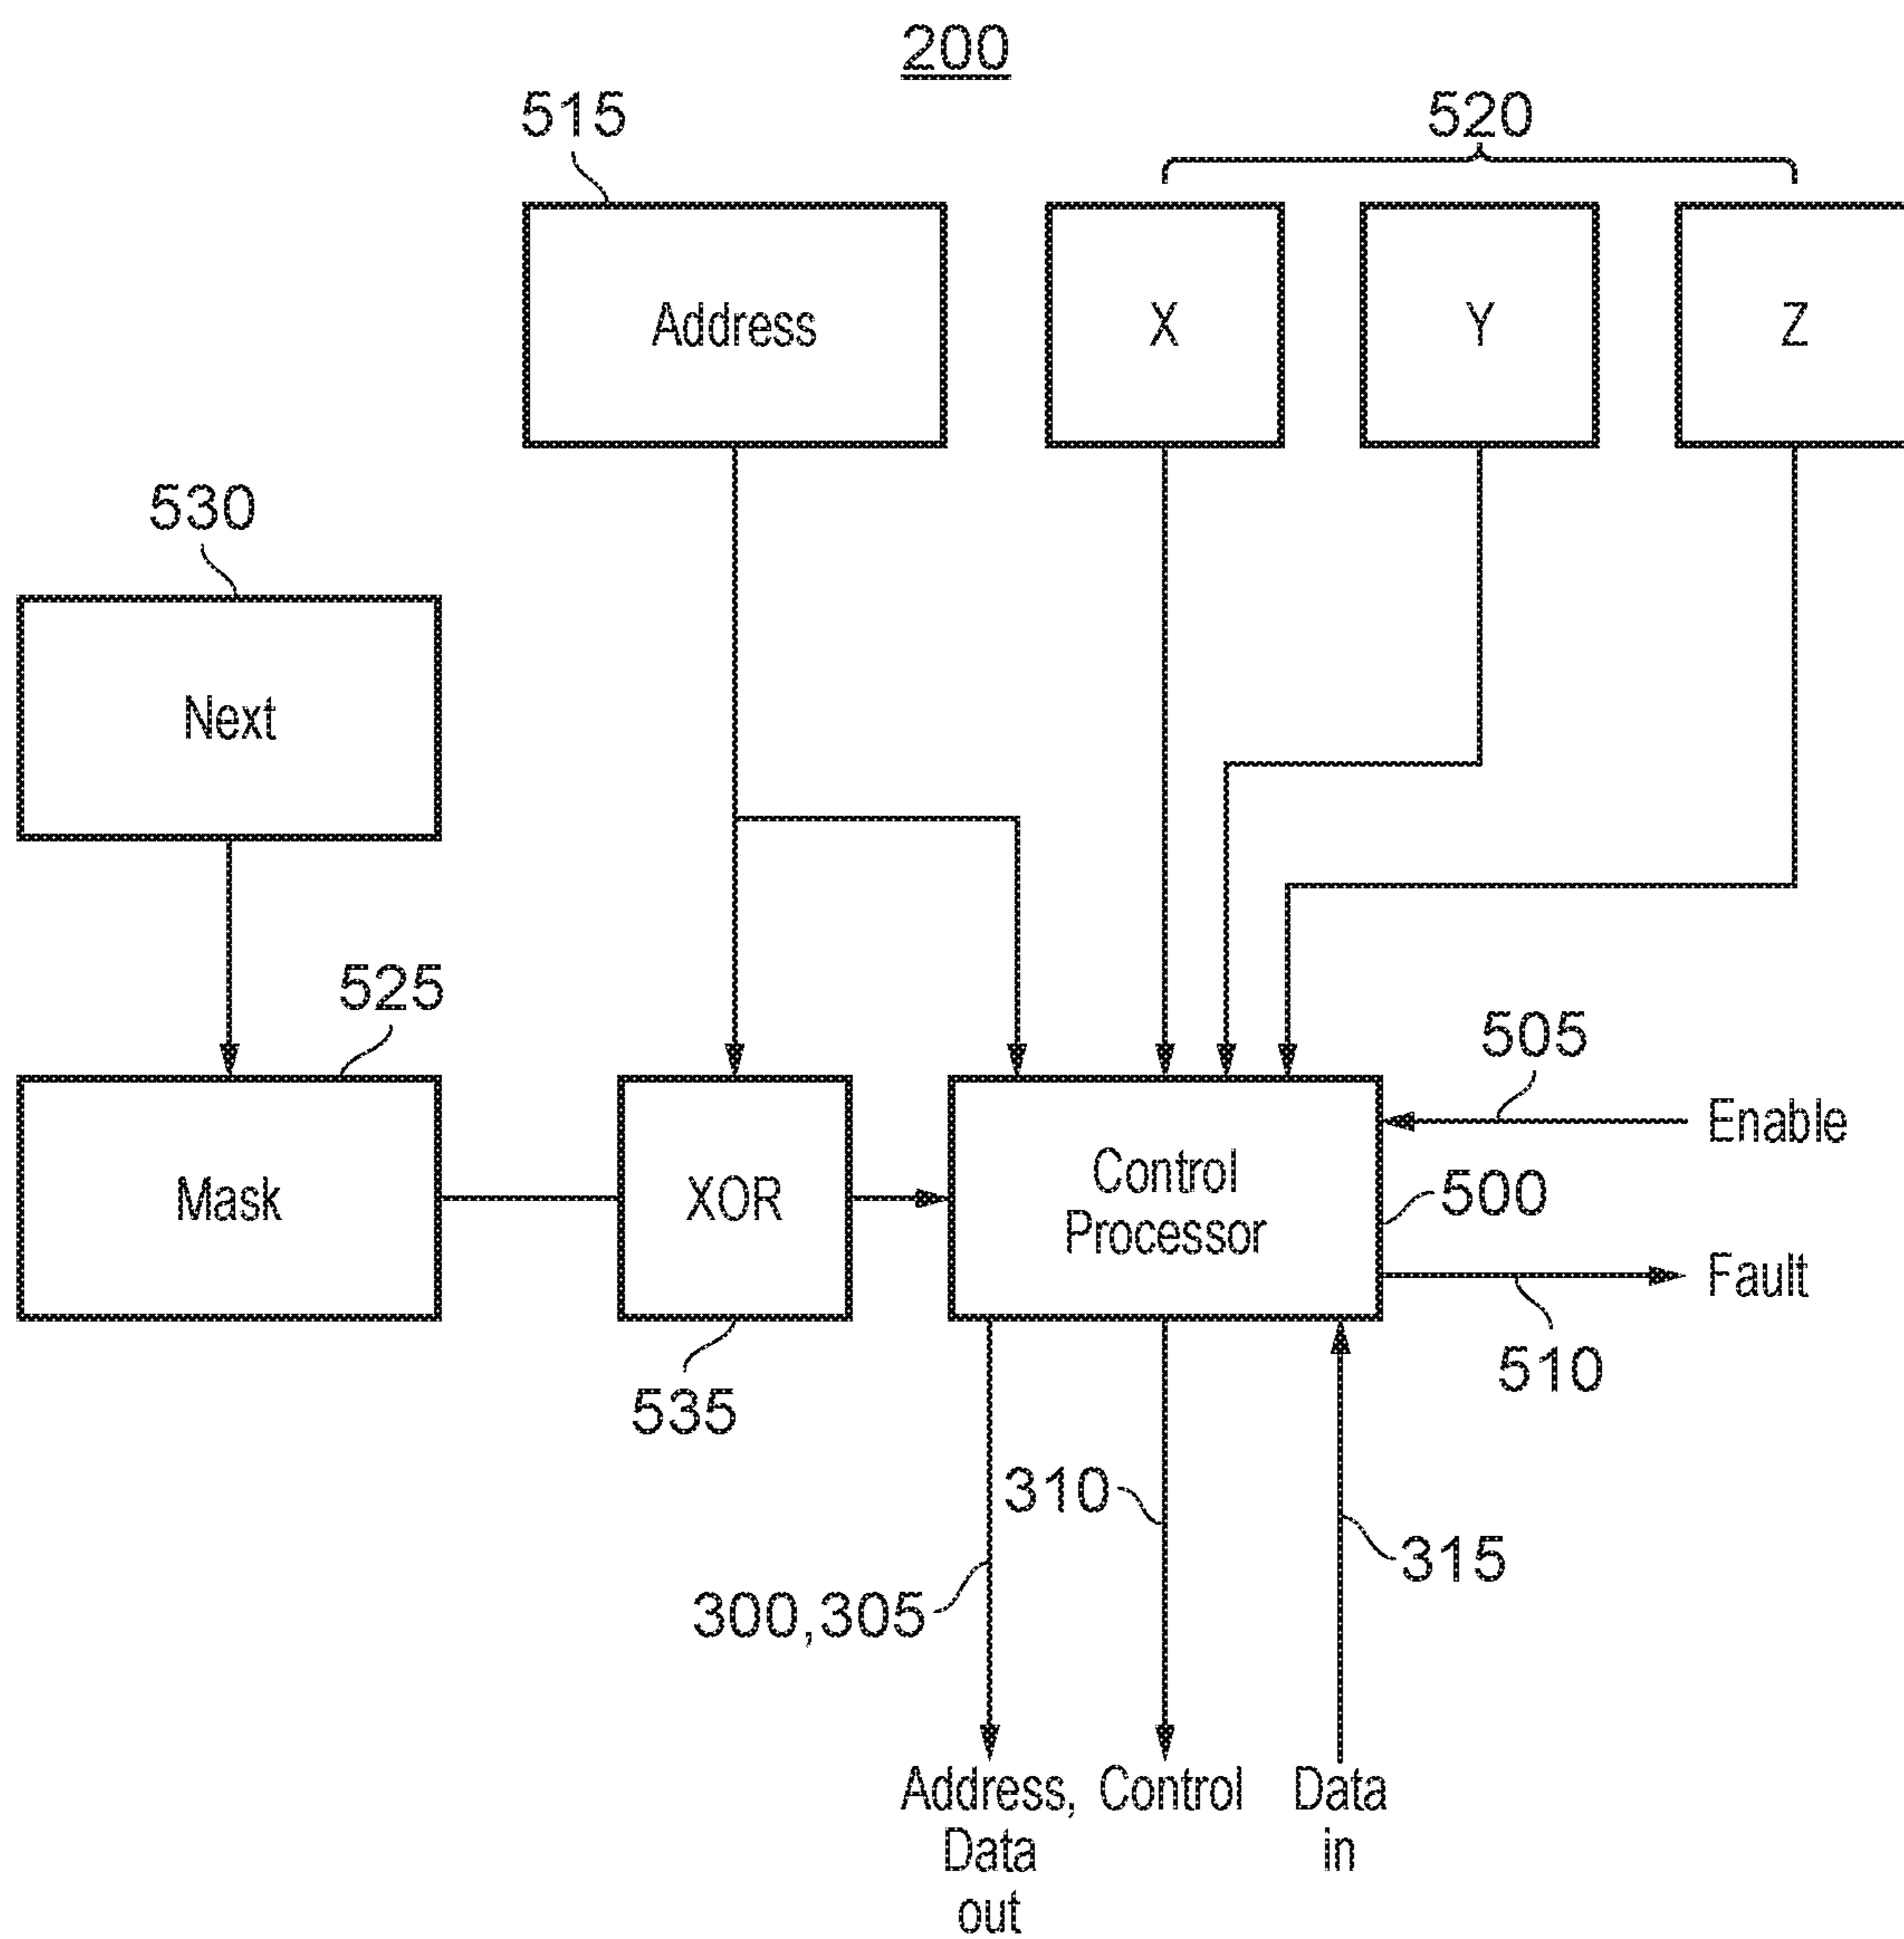 200
515
520
Address
X
Y
Z
530
Next
525
505
Enable
Mask
XOR
Control
Processor
500
Fault
510
535
310
315
300,305
Address,
Data
out
Control
Data
in